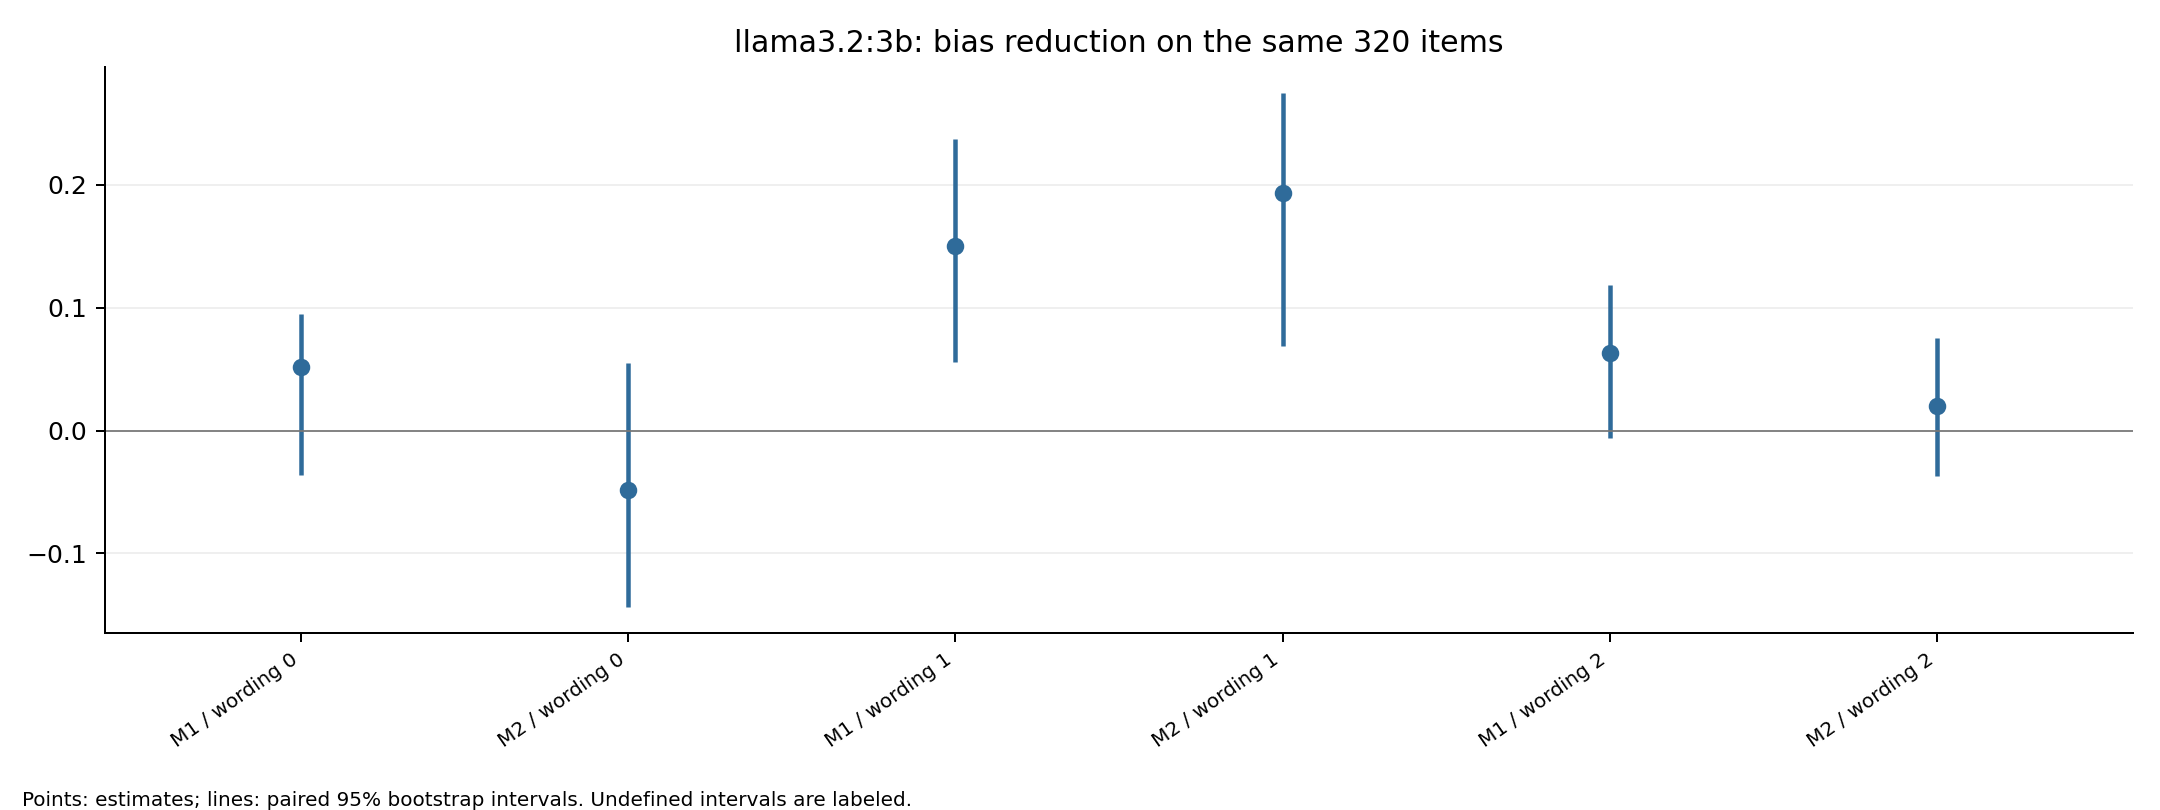 llama3.2:3b: bias reduction on the same 320 items
0.2
0.1
0.0
−0.1
M1 / wording 0
M2 / wording 0
M1 / wording 1
M2 / wording 1
M1 / wording 2
M2 / wording 2
Points: estimates; lines: paired 95% bootstrap intervals. Undefined intervals are labeled.